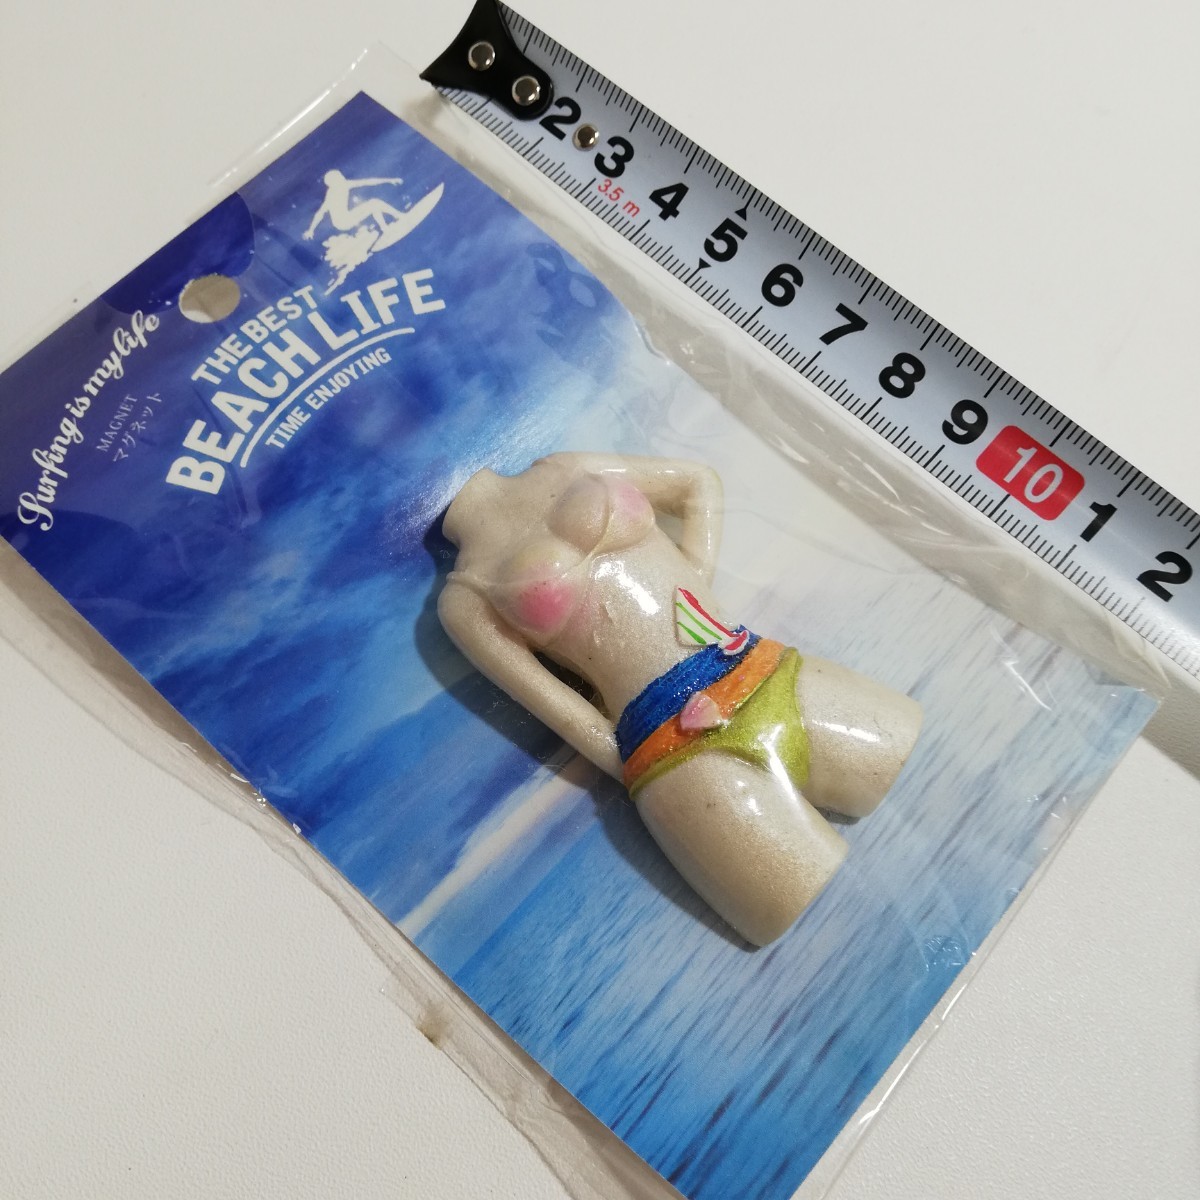 Surfing is my life
MAGNET
マグネット
THE BEST
BEACH LIFE
TIME ENJOYING
2 3 4 5 6 7 8 9 10 1 2
3.5 m